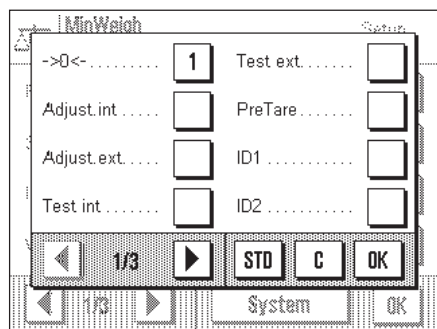 MinWeigh
Setup
->0<-......... 1
Adjust.int.....
Adjust.ext.....
Test int.......
Test ext.......
PreTare........
ID1............
ID2............
1/3
STD
C
OK
1/3
System
OK